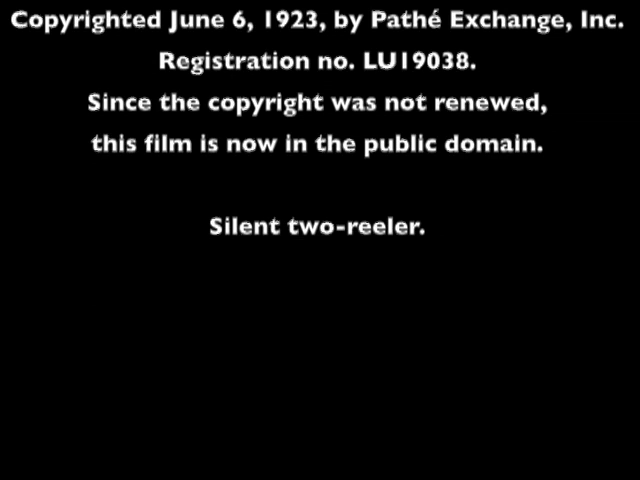 Copyrighted June 6, 1923, by Pathé Exchange, Inc.
Registration no. LU19038.
Since the copyright was not renewed,
this film is now in the public domain.
Silent two-reeler.